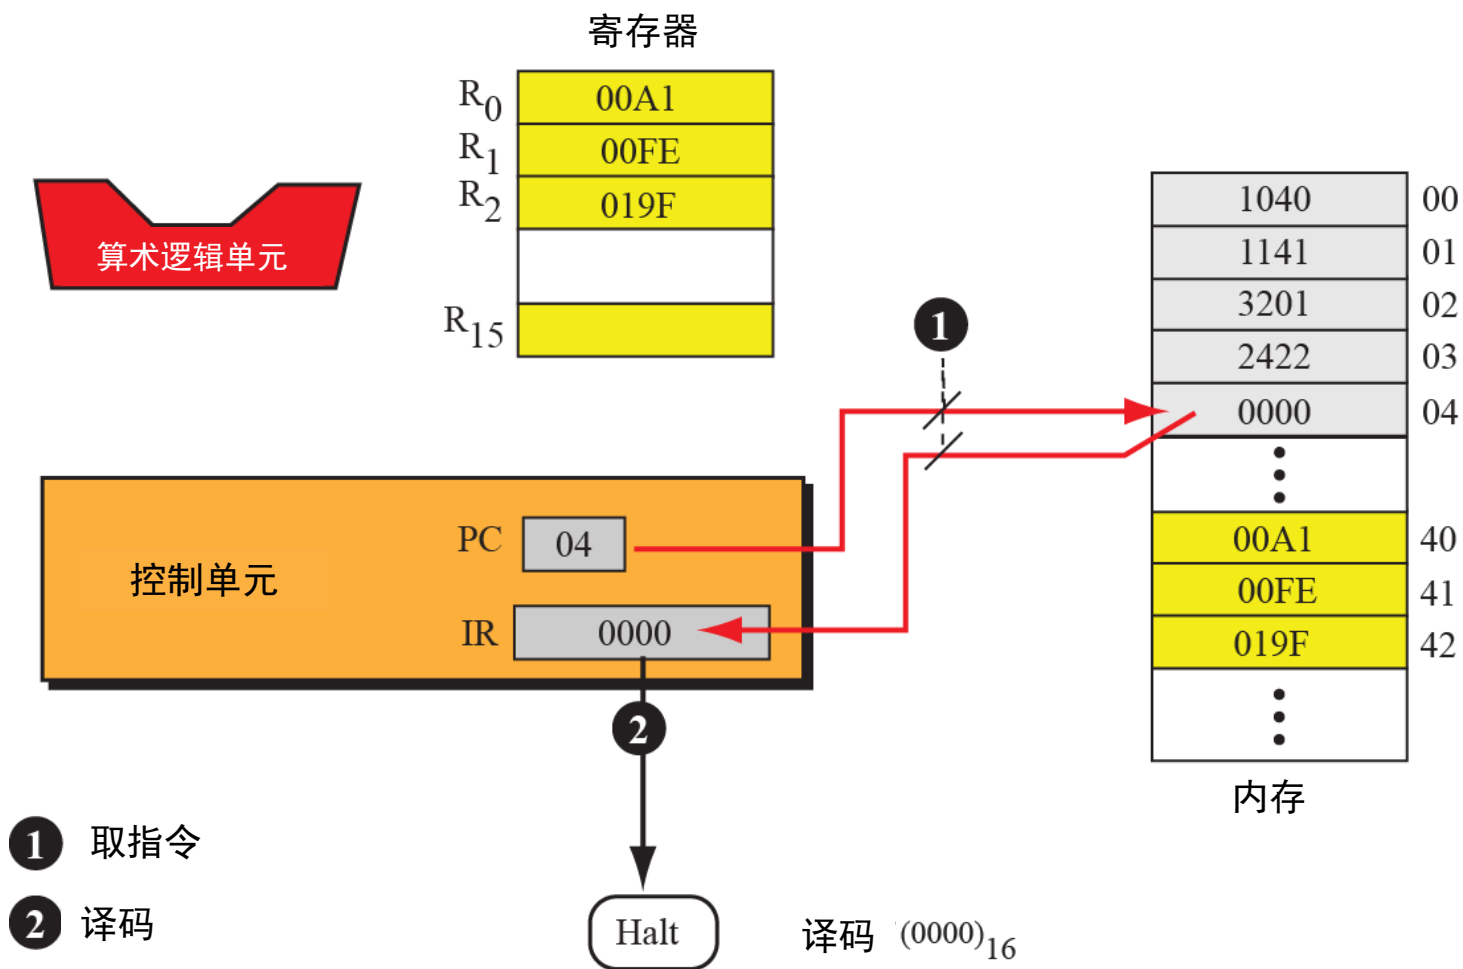 寄存器
R0 00A1
R1 00FE
R2 019F
R15
算术逻辑单元
1040 00
1141 01
3201 02
2422 03
0000 04
00A1 40
00FE 41
019F 42
内存
1
控制单元
PC 04
IR 0000
2
1 取指令
2 译码
Halt
译码 (0000)16